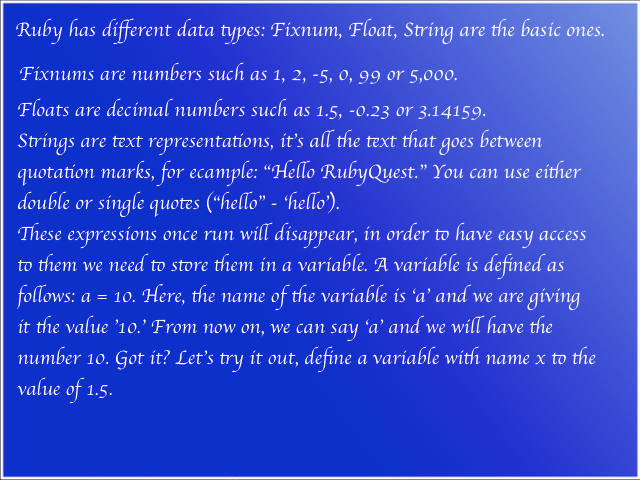 Ruby has different data types: Fixnum, Float, String are the basic ones.
Fixnums are numbers such as 1, 2, -5, 0, 99 or 5,000.
Floats are decimal numbers such as 1.5, -0.23 or 3.14159.
Strings are text representations, it's all the text that goes between
quotation marks, for ecample: “Hello RubyQuest.” You can use either
double or single quotes (“hello” - ‘hello’).
These expressions once run will disappear, in order to have easy access
to them we need to store them in a variable. A variable is defined as
follows: a = 10. Here, the name of the variable is ‘a’ and we are giving
it the value '10.’ From now on, we can say ‘a’ and we will have the
number 10. Got it? Let's try it out, define a variable with name x to the
value of 1.5.